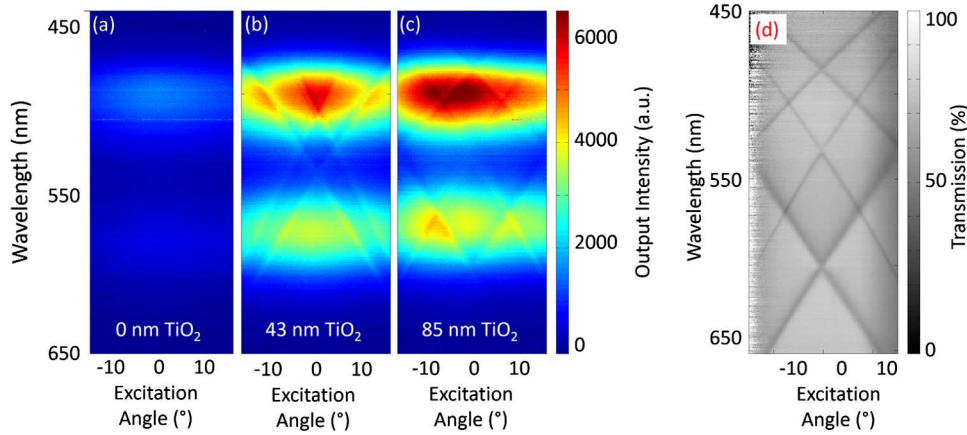 450
550
650
Wavelength (nm)
(a)
0 nm TiO2
-10 0 10
Excitation
Angle (°)
(b)
43 nm TiO2
-10 0 10
Excitation
Angle (°)
(c)
85 nm TiO2
-10 0 10
Excitation
Angle (°)
6000
4000
2000
0
Output Intensity (a.u.)
450
550
650
Wavelength (nm)
(d)
-10 0 10
Excitation
Angle (°)
100
50
0
Transmission (%)